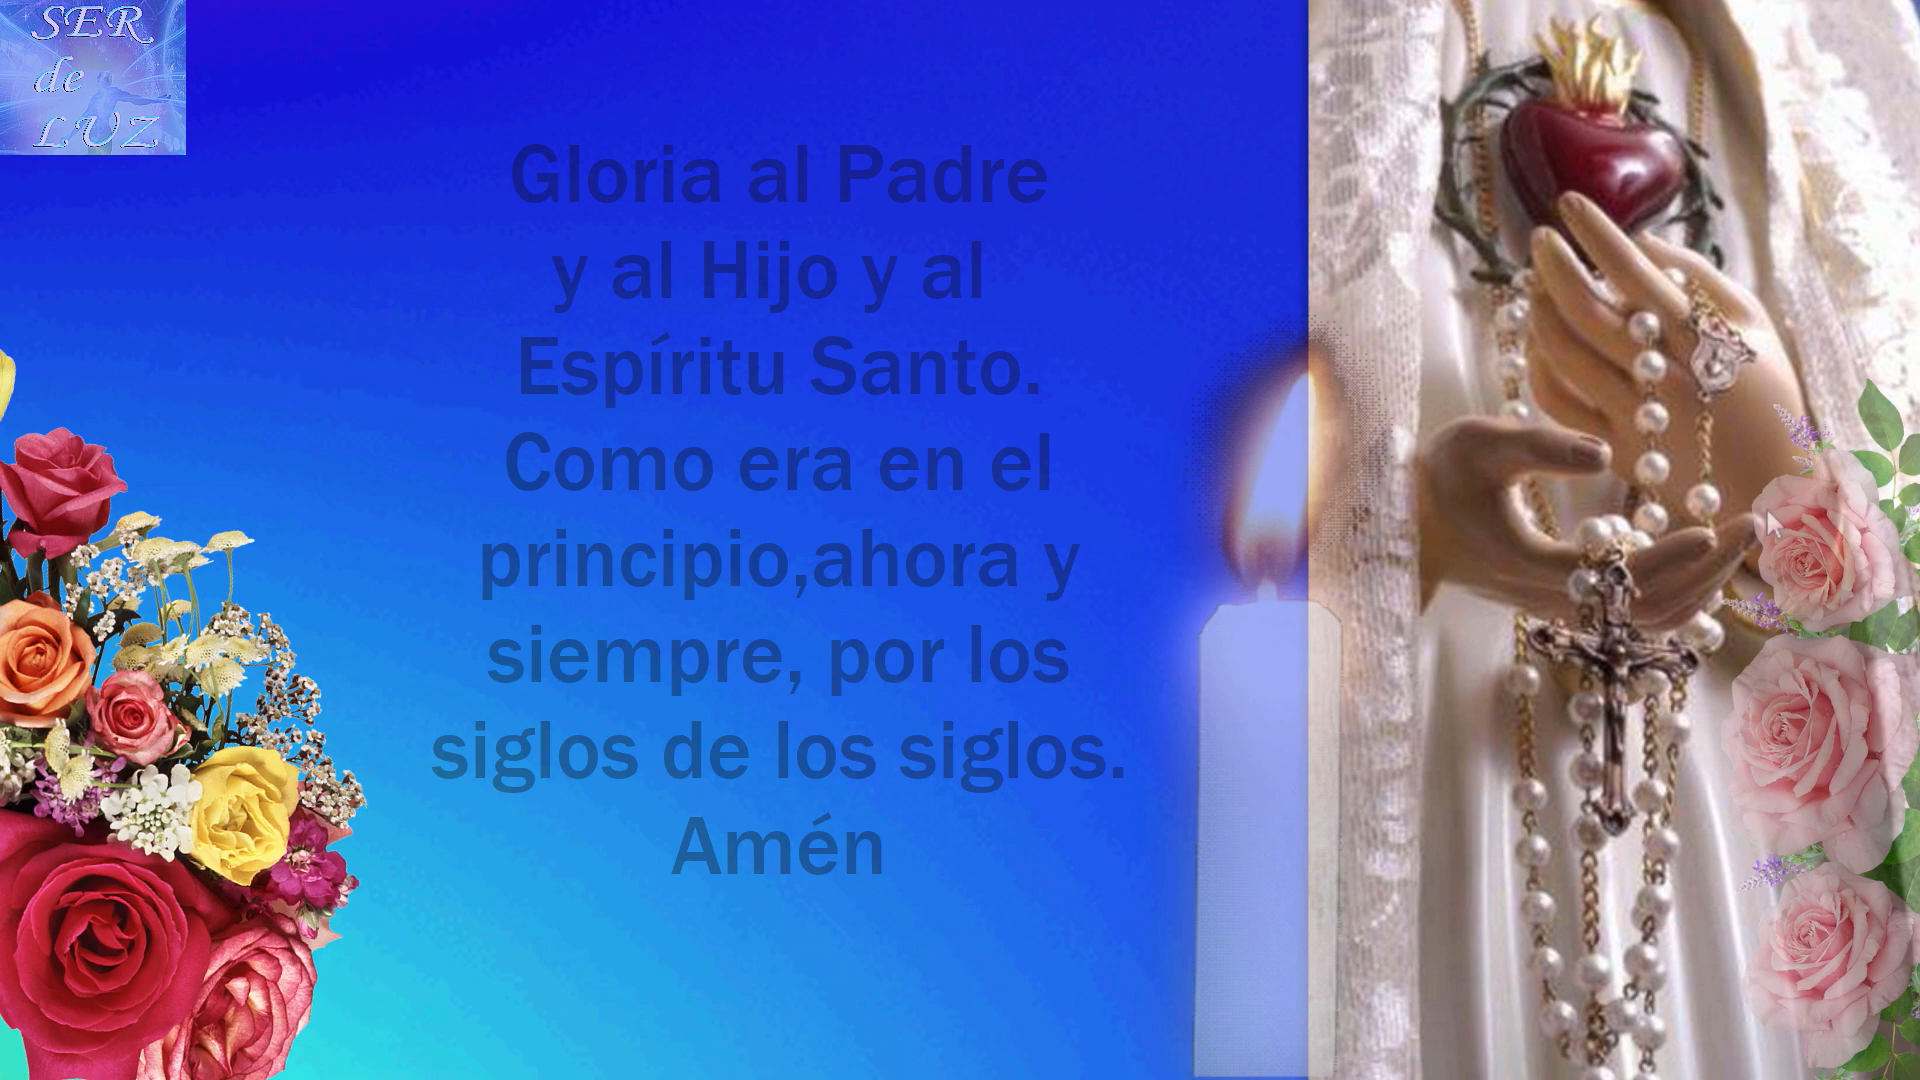 SER
de
LUZ
Gloria al Padre
y al Hijo y al
Espíritu Santo.
Como era en el
principio,ahora y
siempre, por los
siglos de los siglos.
Amén